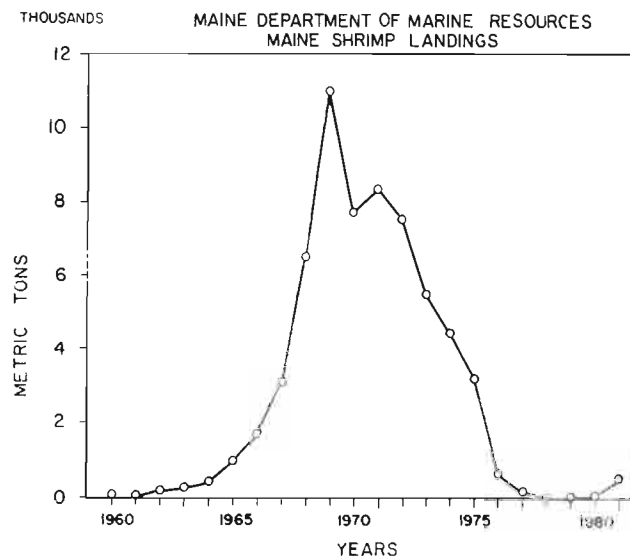 THOUSANDS
MAINE DEPARTMENT OF MARINE RESOURCES
MAINE SHRIMP LANDINGS
12
10
8
6
4
2
0
METRIC TONS
1960 1965 1970 1975 1980
YEARS